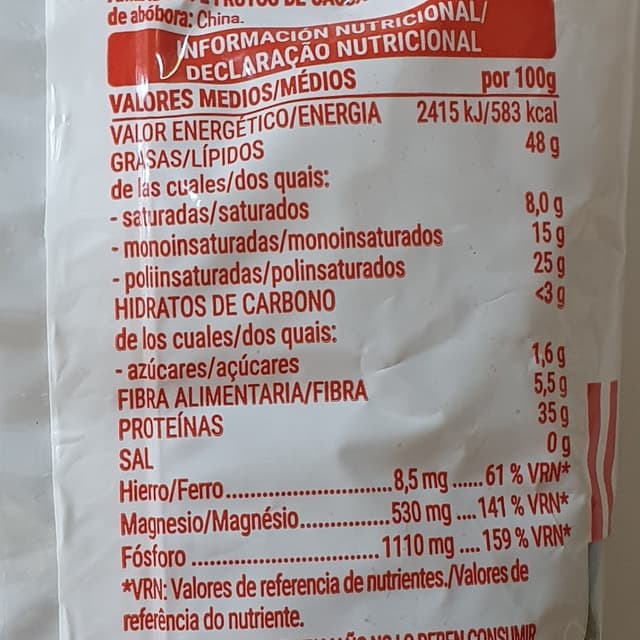 de abóbora: China.
INFORMACIÓN NUTRICIONAL/
DECLARAÇÃO NUTRICIONAL
VALORES MEDIOS/MÉDIOS por 100g
VALOR ENERGÉTICO/ENERGIA 2415 kJ/583 kcal
GRASAS/LÍPIDOS 48 g
de las cuales/dos quais:
- saturadas/saturados 8,0 g
- monoinsaturadas/monoinsaturados 15 g
- poliinsaturadas/polinsaturados 25 g
HIDRATOS DE CARBONO <3 g
de los cuales/dos quais:
- azúcares/açúcares 1,6 g
FIBRA ALIMENTARIA/FIBRA 5,5 g
PROTEÍNAS 35 g
SAL 0 g
Hierro/Ferro....................8,5 mg ......61 % VRN*
Magnesio/Magnésio..............530 mg ....141 % VRN*
Fósforo ............................1110 mg ....159 % VRN*
*VRN: Valores de referencia de nutrientes./Valores de
referência do nutriente.
NO LO DEBEN CONSUMIR